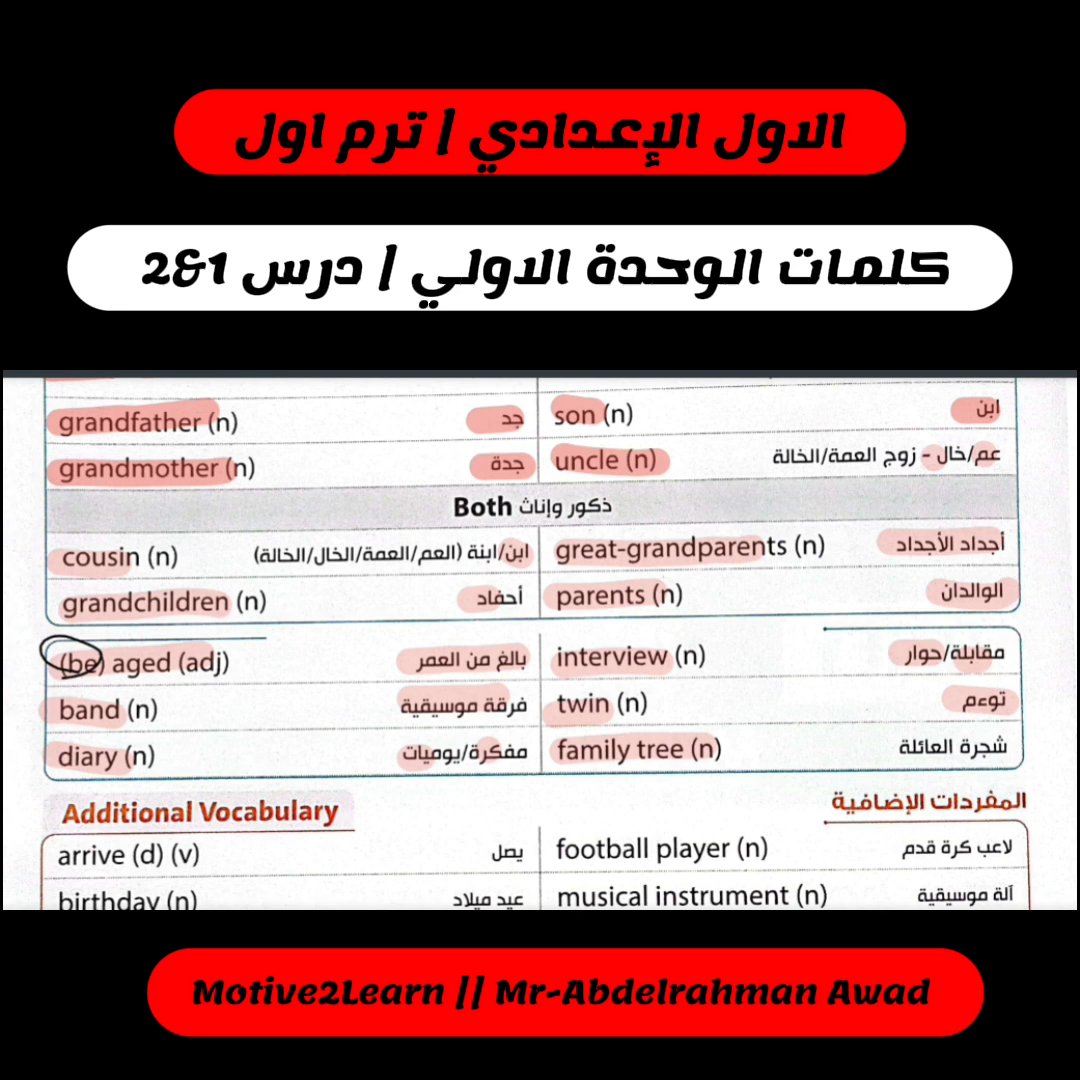 الاول الإعدادي / ترم اول
كلمات الوحدة الاولي / درس 1&2
grandfather (n) جد son (n) ابن
grandmother (n) جدة uncle (n) عم/خال - زوج العمة/الخالة
Both ذكور وإناث
cousin (n) ابن/ابنة (العم/العمة/الخال/الخالة) great-grandparents (n) أجداد الأجداد
grandchildren (n) أحفاد parents (n) الوالدان
(be) aged (adj) بالغ من العمر interview (n) مقابلة/حوار
band (n) فرقة موسيقية twin (n) توءم
diary (n) مفكرة/يوميات family tree (n) شجرة العائلة
Additional Vocabulary المفردات الإضافية
arrive (d) (v) يصل football player (n) لاعب كرة قدم
birthday (n) عيد ميلاد musical instrument (n) آلة موسيقية
Motive2Learn || Mr-Abdelrahman Awad